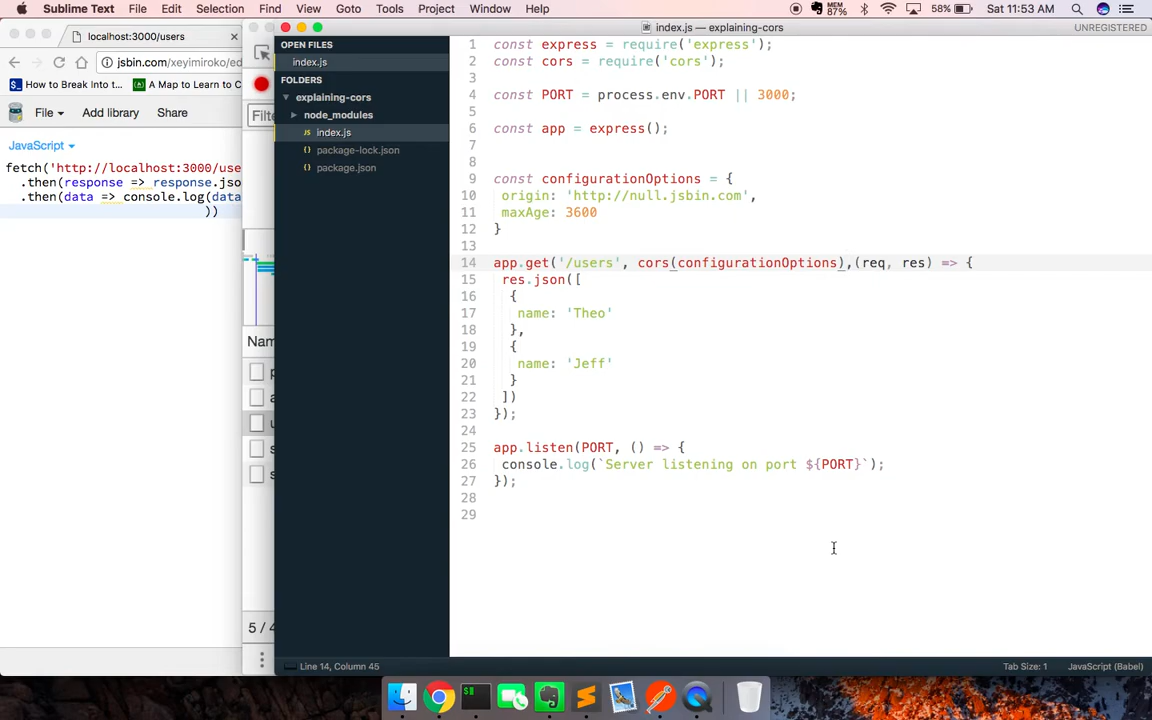 Sublime Text File Edit Selection Find View Goto Tools Project Window Help MEM 87% 58% Sat 11:53 AM
localhost:3000/users ×
index.js — explaining-cors UNREGISTERED
jsbin.com/xeyimiroko/ed
How to Break Into t... A Map to Learn to C
File Add library Share
JavaScript
fetch('http://localhost:3000/use
.then(response => response.jso
.then(data => console.log(data
))
Filte
Nam
5 / 4
OPEN FILES
index.js
FOLDERS
explaining-cors
node_modules
index.js
package-lock.json
package.json
1 const express = require('express');
2 const cors = require('cors');
3
4 const PORT = process.env.PORT || 3000;
5
6 const app = express();
7
8
9 const configurationOptions = {
10 origin: 'http://null.jsbin.com',
11 maxAge: 3600
12 }
13
14 app.get('/users', cors(configurationOptions),(req, res) => {
15 res.json([
16 {
17 name: 'Theo'
18 },
19 {
20 name: 'Jeff'
21 }
22 ])
23 });
24
25 app.listen(PORT, () => {
26 console.log(`Server listening on port ${PORT}`);
27 });
28
29
Line 14, Column 45 Tab Size: 1 JavaScript (Babel)